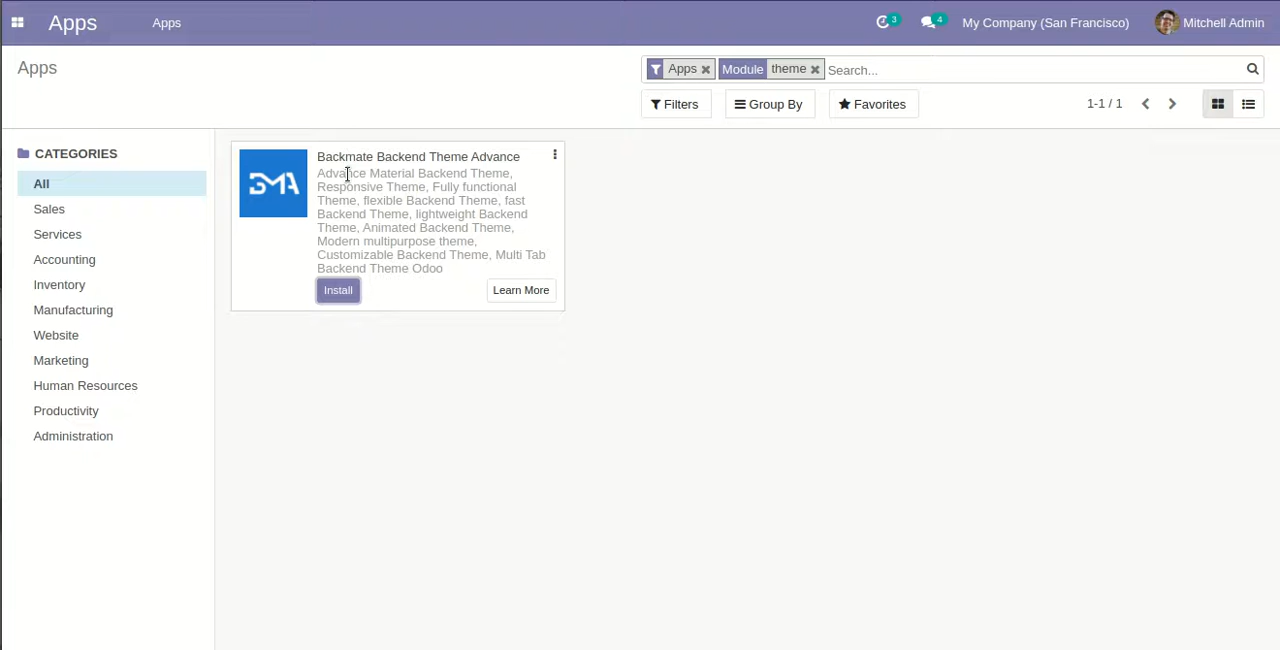 Apps Apps 3 4 My Company (San Francisco) Mitchell Admin
Apps
Apps Module theme Search...
Filters Group By Favorites 1-1 / 1
CATEGORIES
All
Sales
Services
Accounting
Inventory
Manufacturing
Website
Marketing
Human Resources
Productivity
Administration
BMA
Backmate Backend Theme Advance
Advance Material Backend Theme,
Responsive Theme, Fully functional
Theme, flexible Backend Theme, fast
Backend Theme, lightweight Backend
Theme, Animated Backend Theme,
Modern multipurpose theme,
Customizable Backend Theme, Multi Tab
Backend Theme Odoo
Install Learn More